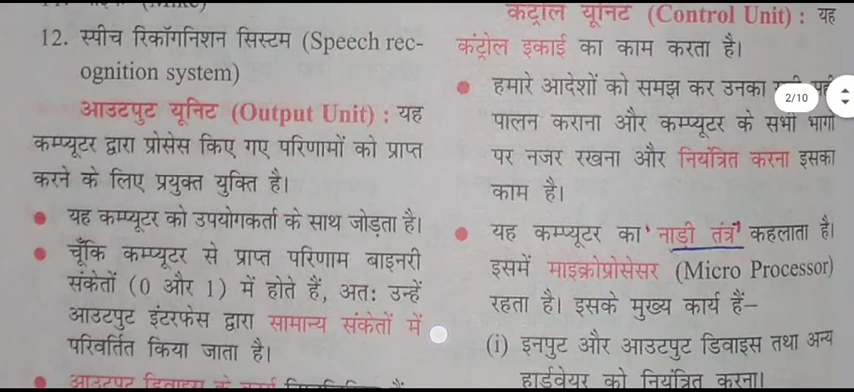 12. स्पीच रिकॉगनिशन सिस्टम (Speech rec-
ognition system)
आउटपुट यूनिट (Output Unit) : यह
कम्प्यूटर द्वारा प्रोसेस किए गए परिणामों को प्राप्त
करने के लिए प्रयुक्त युक्ति है।
● यह कम्प्यूटर को उपयोगकर्ता के साथ जोड़ता है।
● चूँकि कम्प्यूटर से प्राप्त परिणाम बाइनरी
संकेतों (0 और 1) में होते हैं, अतः उन्हें
आउटपुट इंटरफेस द्वारा सामान्य संकेतों में
परिवर्तित किया जाता है।
कंट्रोल यूनिट (Control Unit) : यह
कंट्रोल इकाई का काम करता है।
● हमारे आदेशों को समझ कर उनका
पालन कराना और कम्प्यूटर के सभी भागों
पर नजर रखना और नियंत्रित करना इसका
काम है।
● यह कम्प्यूटर का 'नाडी तंत्र' कहलाता है।
इसमें माइक्रोप्रोसेसर (Micro Processor)
रहता है। इसके मुख्य कार्य हैं–
(i) इनपुट और आउटपुट डिवाइस तथा अन्य
हार्डवेयर को नियंत्रित करना।
2/10